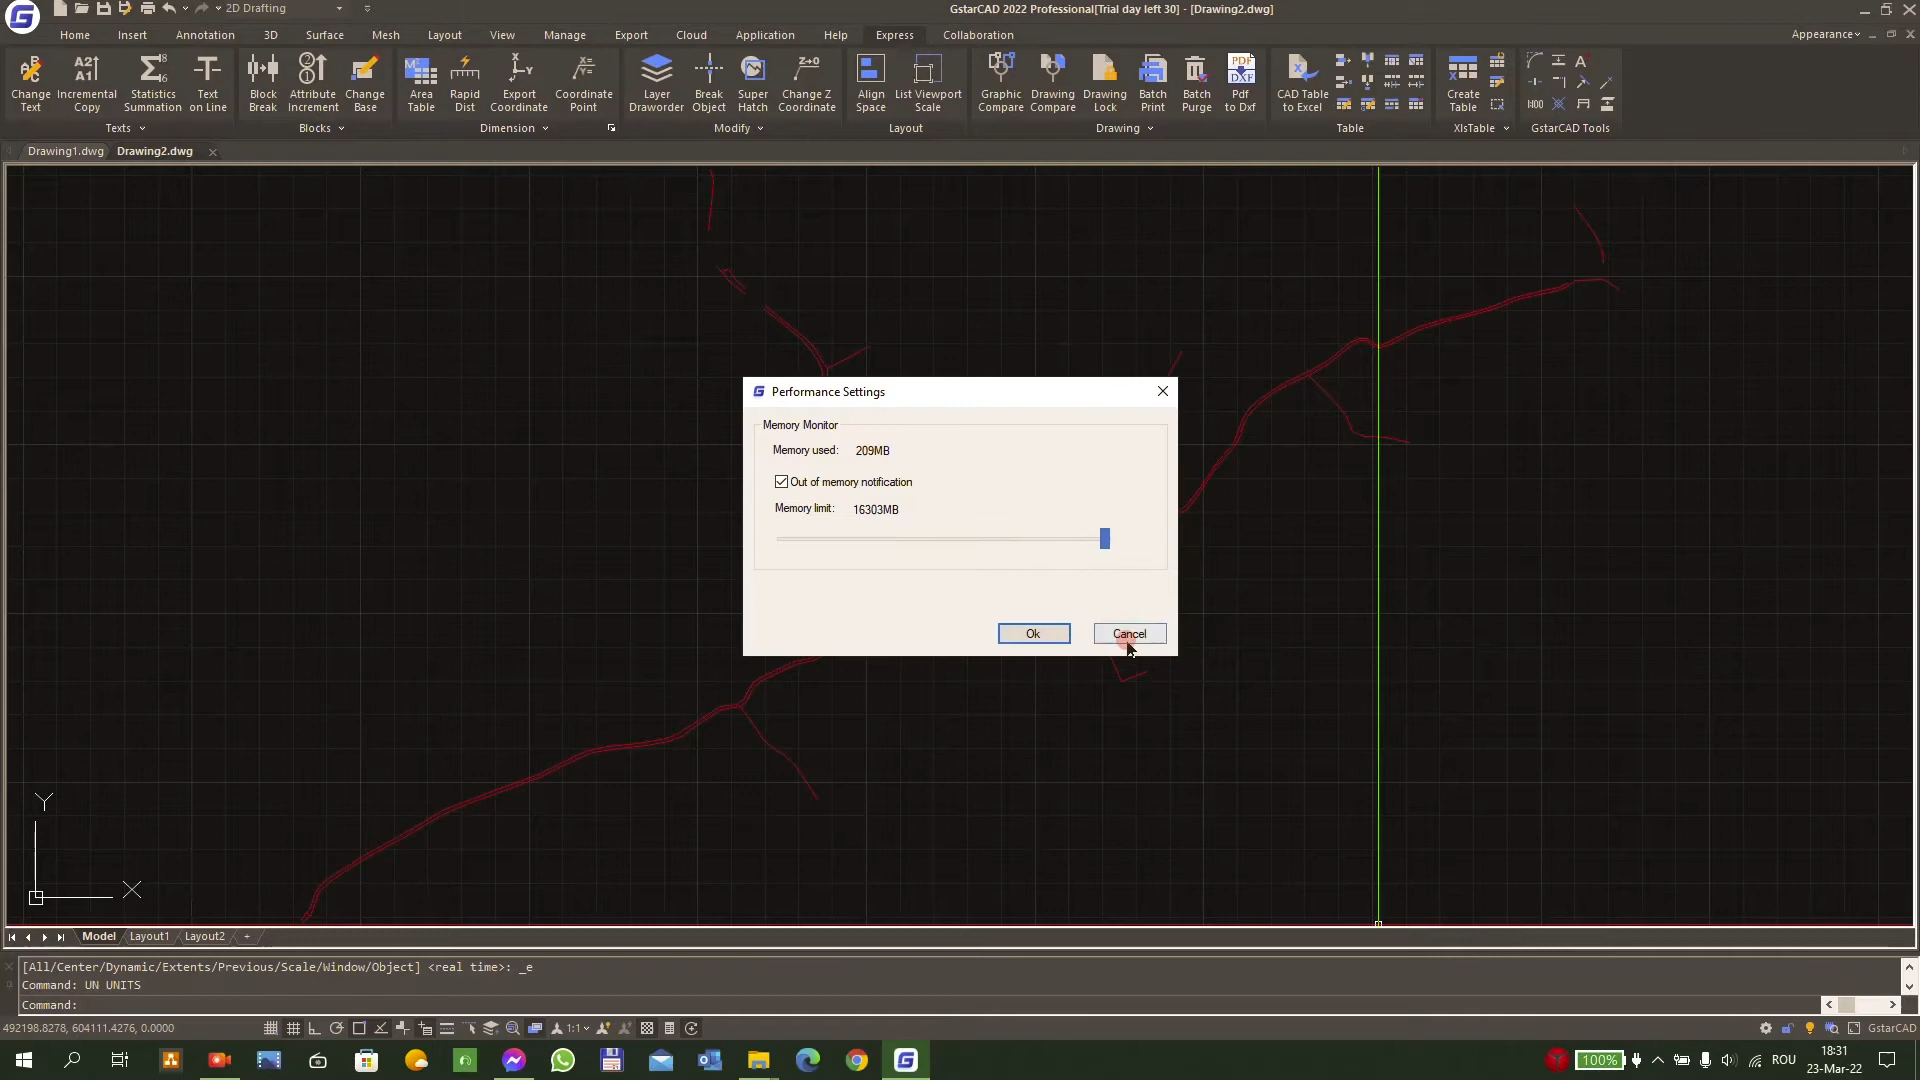 2D Drafting
GstarCAD 2022 Professional[Trial day left 30] - [Drawing2.dwg]
Home Insert Annotation 3D Surface Mesh Layout View Manage Export Cloud Application Help Express Collaboration Appearance
Change Text
Incremental Copy
Statistics Summation
Text on Line
Block Break
Attribute Increment
Change Base
Area Table
Rapid Dist
Export Coordinate
Coordinate Point
Layer Draworder
Break Object
Super Hatch
Change Z Coordinate
Align Space
List Viewport Scale
Graphic Compare
Drawing Compare
Drawing Lock
Batch Print
Batch Purge
Pdf to Dxf
CAD Table to Excel
Create Table
Texts Blocks Dimension Modify Layout Drawing Table XlsTable GstarCAD Tools
Drawing1.dwg Drawing2.dwg
Performance Settings
Memory Monitor
Memory used: 209MB
Out of memory notification
Memory limit: 16303MB
Ok Cancel
Y
X
Model Layout1 Layout2 +
[All/Center/Dynamic/Extents/Previous/Scale/Window/Object] <real time>: _e
Command: UN UNITS
Command:
492198.8278, 604111.4276, 0.0000
1:1
GstarCAD
100%
ROU
18:31
23-Mar-22